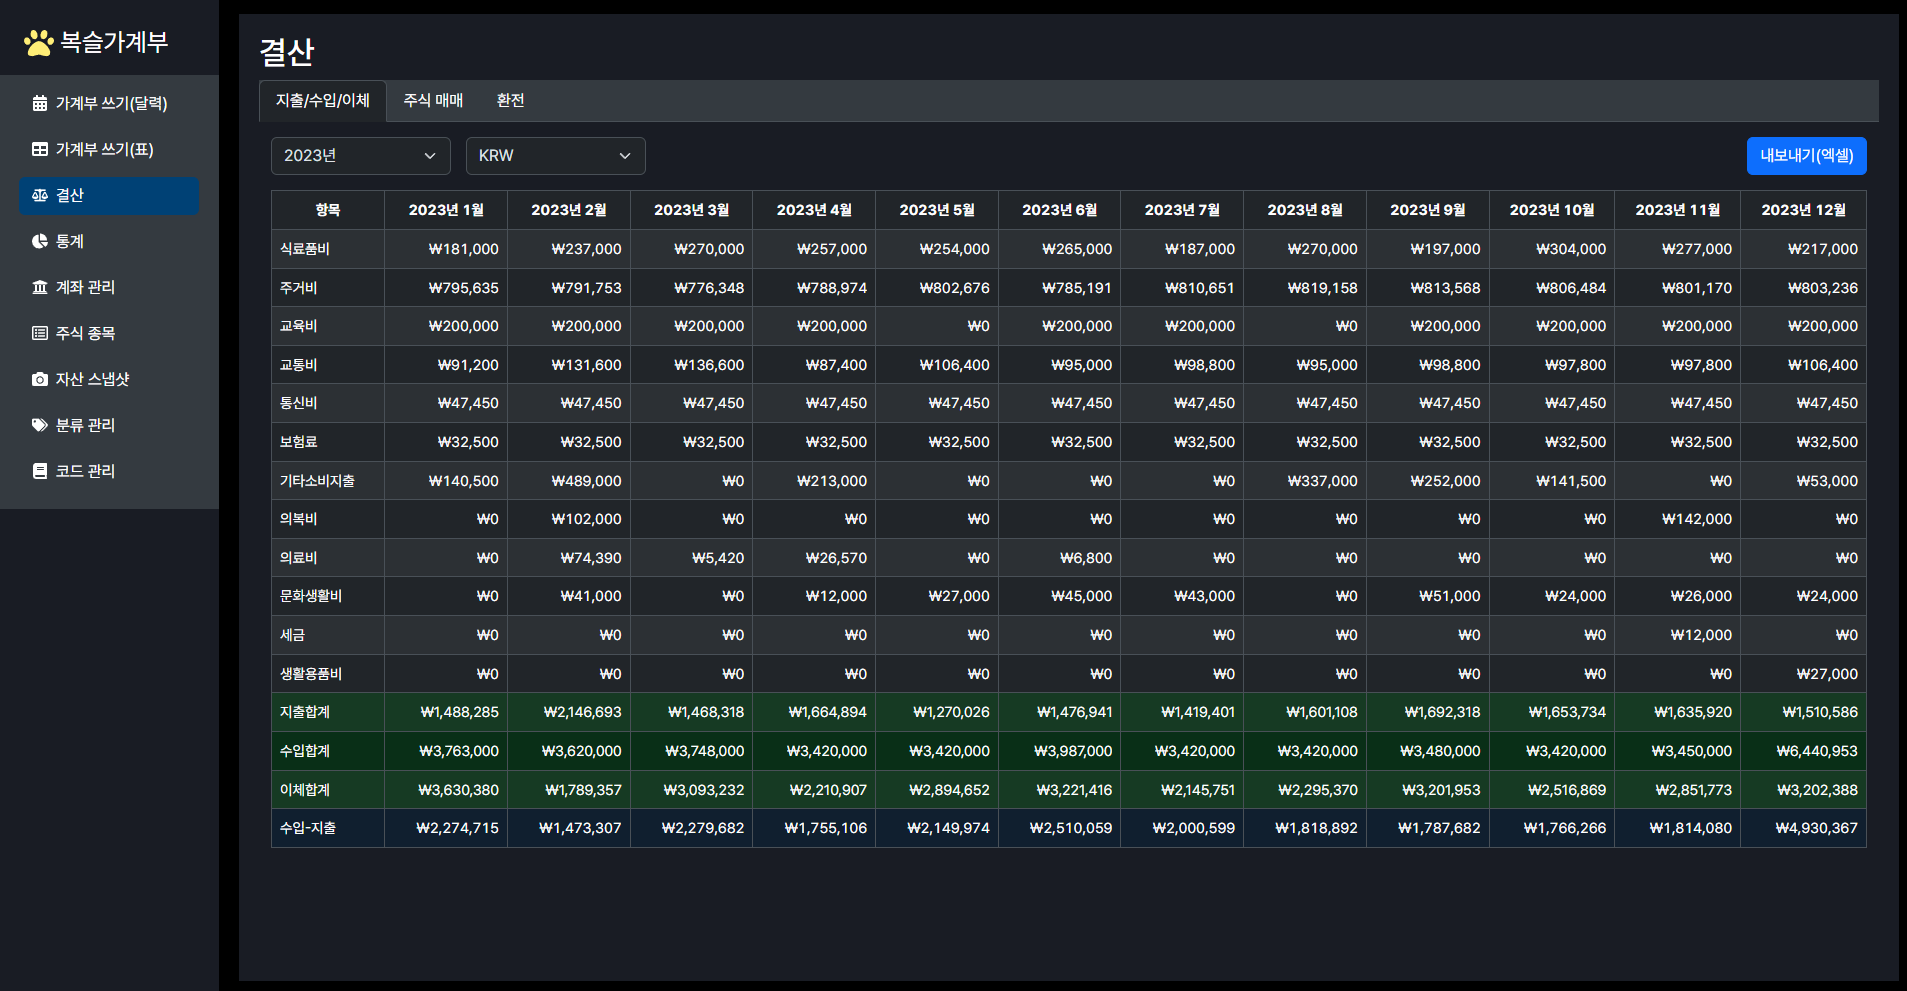 복슬가계부
가계부 쓰기(달력)
가계부 쓰기(표)
결산
통계
계좌 관리
주식 종목
자산 스냅샷
분류 관리
코드 관리
결산
지출/수입/이체 주식 매매 환전
2023년 KRW 내보내기(엑셀)
항목 2023년 1월 2023년 2월 2023년 3월 2023년 4월 2023년 5월 2023년 6월 2023년 7월 2023년 8월 2023년 9월 2023년 10월 2023년 11월 2023년 12월
식료품비 ₩181,000 ₩237,000 ₩270,000 ₩257,000 ₩254,000 ₩265,000 ₩187,000 ₩270,000 ₩197,000 ₩304,000 ₩277,000 ₩217,000
주거비 ₩795,635 ₩791,753 ₩776,348 ₩788,974 ₩802,676 ₩785,191 ₩810,651 ₩819,158 ₩813,568 ₩806,484 ₩801,170 ₩803,236
교육비 ₩200,000 ₩200,000 ₩200,000 ₩200,000 ₩0 ₩200,000 ₩200,000 ₩0 ₩200,000 ₩200,000 ₩200,000 ₩200,000
교통비 ₩91,200 ₩131,600 ₩136,600 ₩87,400 ₩106,400 ₩95,000 ₩98,800 ₩95,000 ₩98,800 ₩97,800 ₩97,800 ₩106,400
통신비 ₩47,450 ₩47,450 ₩47,450 ₩47,450 ₩47,450 ₩47,450 ₩47,450 ₩47,450 ₩47,450 ₩47,450 ₩47,450 ₩47,450
보험료 ₩32,500 ₩32,500 ₩32,500 ₩32,500 ₩32,500 ₩32,500 ₩32,500 ₩32,500 ₩32,500 ₩32,500 ₩32,500 ₩32,500
기타소비지출 ₩140,500 ₩489,000 ₩0 ₩213,000 ₩0 ₩0 ₩0 ₩337,000 ₩252,000 ₩141,500 ₩0 ₩53,000
의복비 ₩0 ₩102,000 ₩0 ₩0 ₩0 ₩0 ₩0 ₩0 ₩0 ₩0 ₩142,000 ₩0
의료비 ₩0 ₩74,390 ₩5,420 ₩26,570 ₩0 ₩6,800 ₩0 ₩0 ₩0 ₩0 ₩0 ₩0
문화생활비 ₩0 ₩41,000 ₩0 ₩12,000 ₩27,000 ₩45,000 ₩43,000 ₩0 ₩51,000 ₩24,000 ₩26,000 ₩24,000
세금 ₩0 ₩0 ₩0 ₩0 ₩0 ₩0 ₩0 ₩0 ₩0 ₩0 ₩12,000 ₩0
생활용품비 ₩0 ₩0 ₩0 ₩0 ₩0 ₩0 ₩0 ₩0 ₩0 ₩0 ₩0 ₩27,000
지출합계 ₩1,488,285 ₩2,146,693 ₩1,468,318 ₩1,664,894 ₩1,270,026 ₩1,476,941 ₩1,419,401 ₩1,601,108 ₩1,692,318 ₩1,653,734 ₩1,635,920 ₩1,510,586
수입합계 ₩3,763,000 ₩3,620,000 ₩3,748,000 ₩3,420,000 ₩3,420,000 ₩3,987,000 ₩3,420,000 ₩3,420,000 ₩3,480,000 ₩3,420,000 ₩3,450,000 ₩6,440,953
이체합계 ₩3,630,380 ₩1,789,357 ₩3,093,232 ₩2,210,907 ₩2,894,652 ₩3,221,416 ₩2,145,751 ₩2,295,370 ₩3,201,953 ₩2,516,869 ₩2,851,773 ₩3,202,388
수입-지출 ₩2,274,715 ₩1,473,307 ₩2,279,682 ₩1,755,106 ₩2,149,974 ₩2,510,059 ₩2,000,599 ₩1,818,892 ₩1,787,682 ₩1,766,266 ₩1,814,080 ₩4,930,367